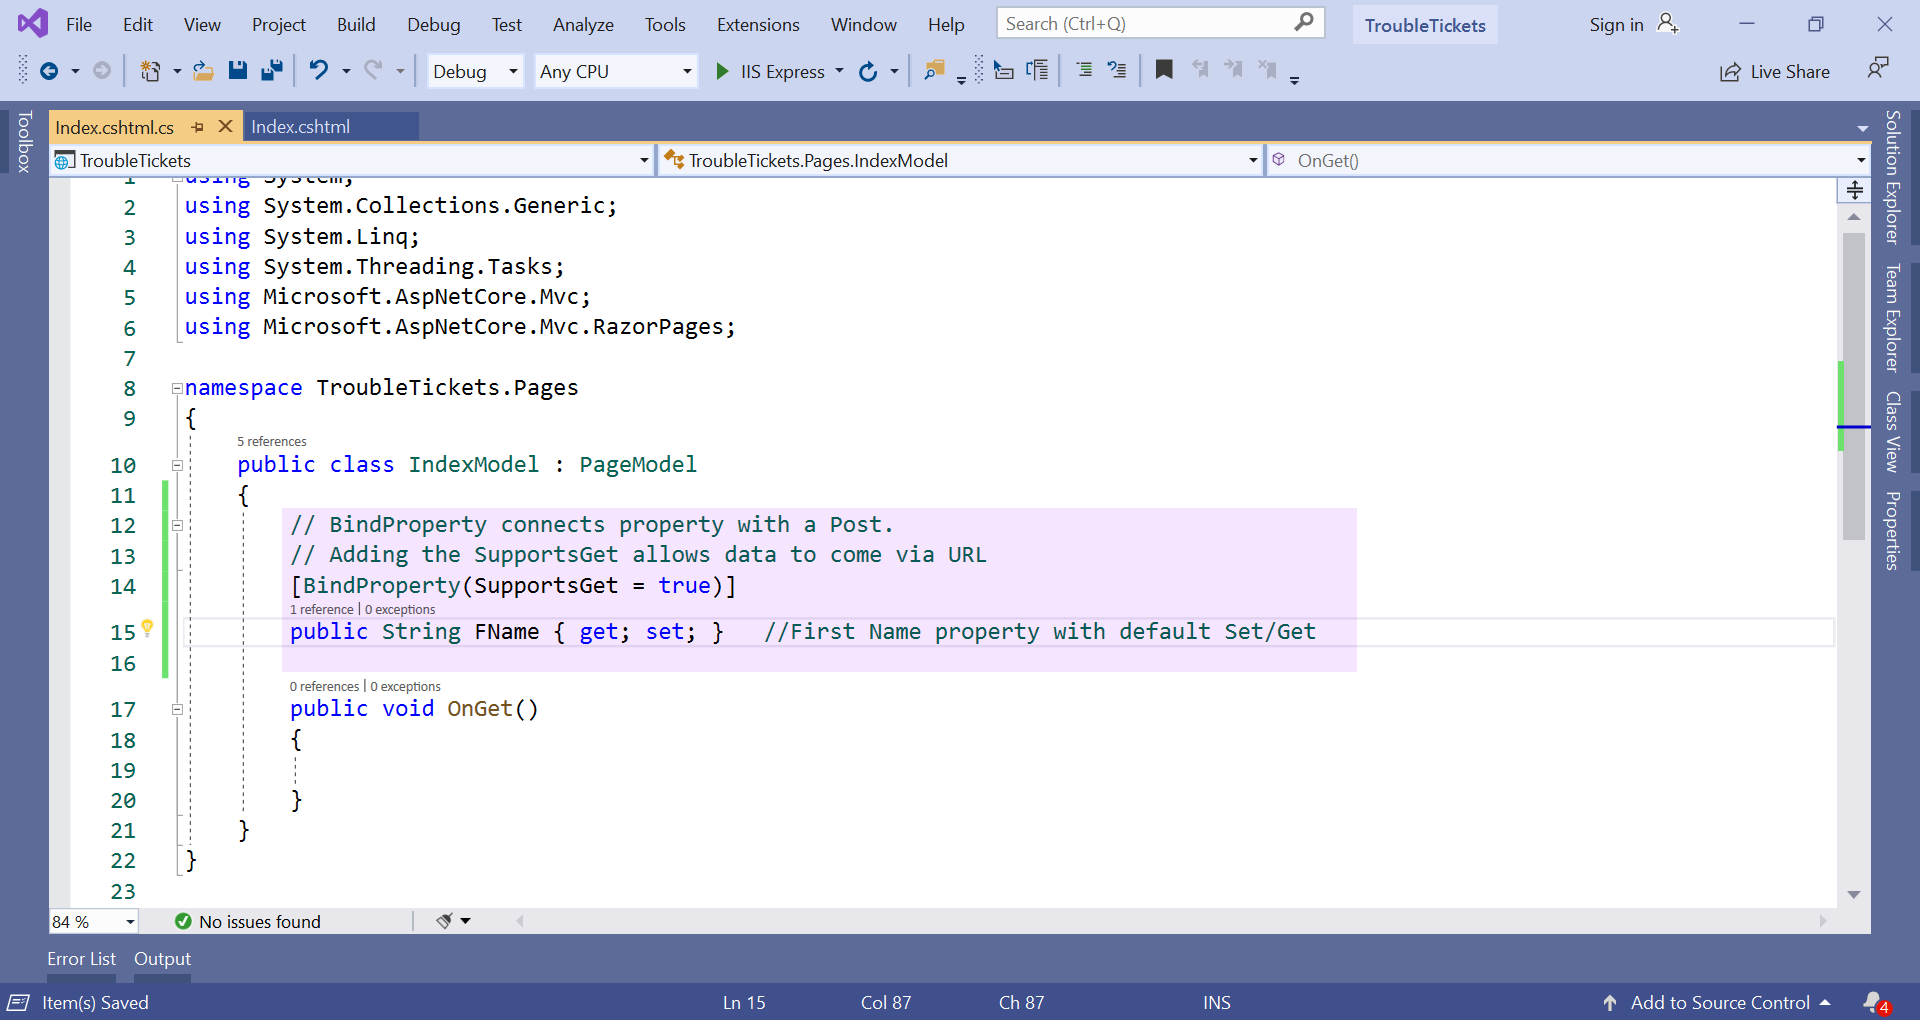 File Edit View Project Build Debug Test Analyze Tools Extensions Window Help Search (Ctrl+Q) TroubleTickets Sign in
Debug Any CPU IIS Express Live Share
Toolbox
Index.cshtml.cs Index.cshtml
TroubleTickets TroubleTickets.Pages.IndexModel OnGet()
1 using System;
2 using System.Collections.Generic;
3 using System.Linq;
4 using System.Threading.Tasks;
5 using Microsoft.AspNetCore.Mvc;
6 using Microsoft.AspNetCore.Mvc.RazorPages;
7
8 namespace TroubleTickets.Pages
9 {
5 references
10 public class IndexModel : PageModel
11 {
12 // BindProperty connects property with a Post.
13 // Adding the SupportsGet allows data to come via URL
14 [BindProperty(SupportsGet = true)]
1 reference | 0 exceptions
15 public String FName { get; set; } //First Name property with default Set/Get
16
0 references | 0 exceptions
17 public void OnGet()
18 {
19
20 }
21 }
22 }
23
Solution Explorer
Team Explorer
Class View
Properties
84 % No issues found
Error List Output
Item(s) Saved Ln 15 Col 87 Ch 87 INS Add to Source Control 4